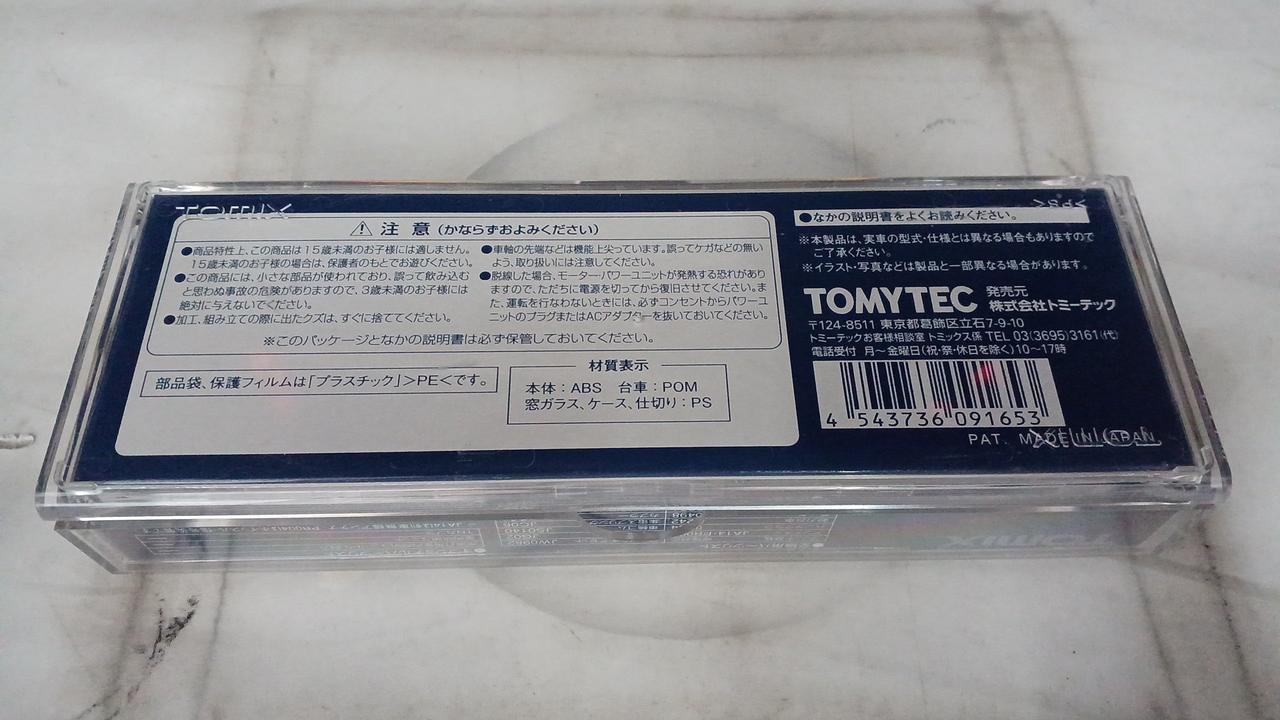 TOMIX
⚠ 注意 (かならずおよみください)
●商品特性上、この商品は15歳未満のお子様には適しません。
15歳未満のお子様の場合は、保護者のもとでお遊びください。
●この商品には、小さな部品が使われており、誤って飲み込む
と思わぬ事故の危険がありますので、3歳未満のお子様には
絶対に与えないでください。
●加工、組み立ての際に出たクズは、すぐに捨ててください。
●車軸の先端などは機能上尖っています。誤ってケガなどの無い
よう、取り扱いには注意してください。
●脱線した場合、モーター・パワーユニットが発熱する恐れがあり
ますので、ただちに電源を切ってから復旧させてください。ま
た、運転を行なわないときには、必ずコンセントからパワーユ
ニットのプラグまたはACアダプターを抜いておいてください。
※このパッケージとなかの説明書は必ず保管しておいてください。
部品袋、保護フィルムは「プラスチック」>PE<です。
材質表示
本体:ABS 台車:POM
窓ガラス、ケース、仕切り:PS
>PS<
●なかの説明書をよくお読みください。
※本製品は、実車の型式・仕様とは異なる場合もありますので
ご了承ください。
※イラスト・写真などは製品と一部異なる場合があります。
TOMYTEC 発売元 株式会社トミーテック
〒124-8511 東京都葛飾区立石7-9-10
トミーテックお客様相談室 トミックス係 TEL 03(3695)3161(代)
電話受付 月〜金曜日(祝・祭・休日を除く)10〜17時
4 543736 091653
PAT. MADE IN JAPAN